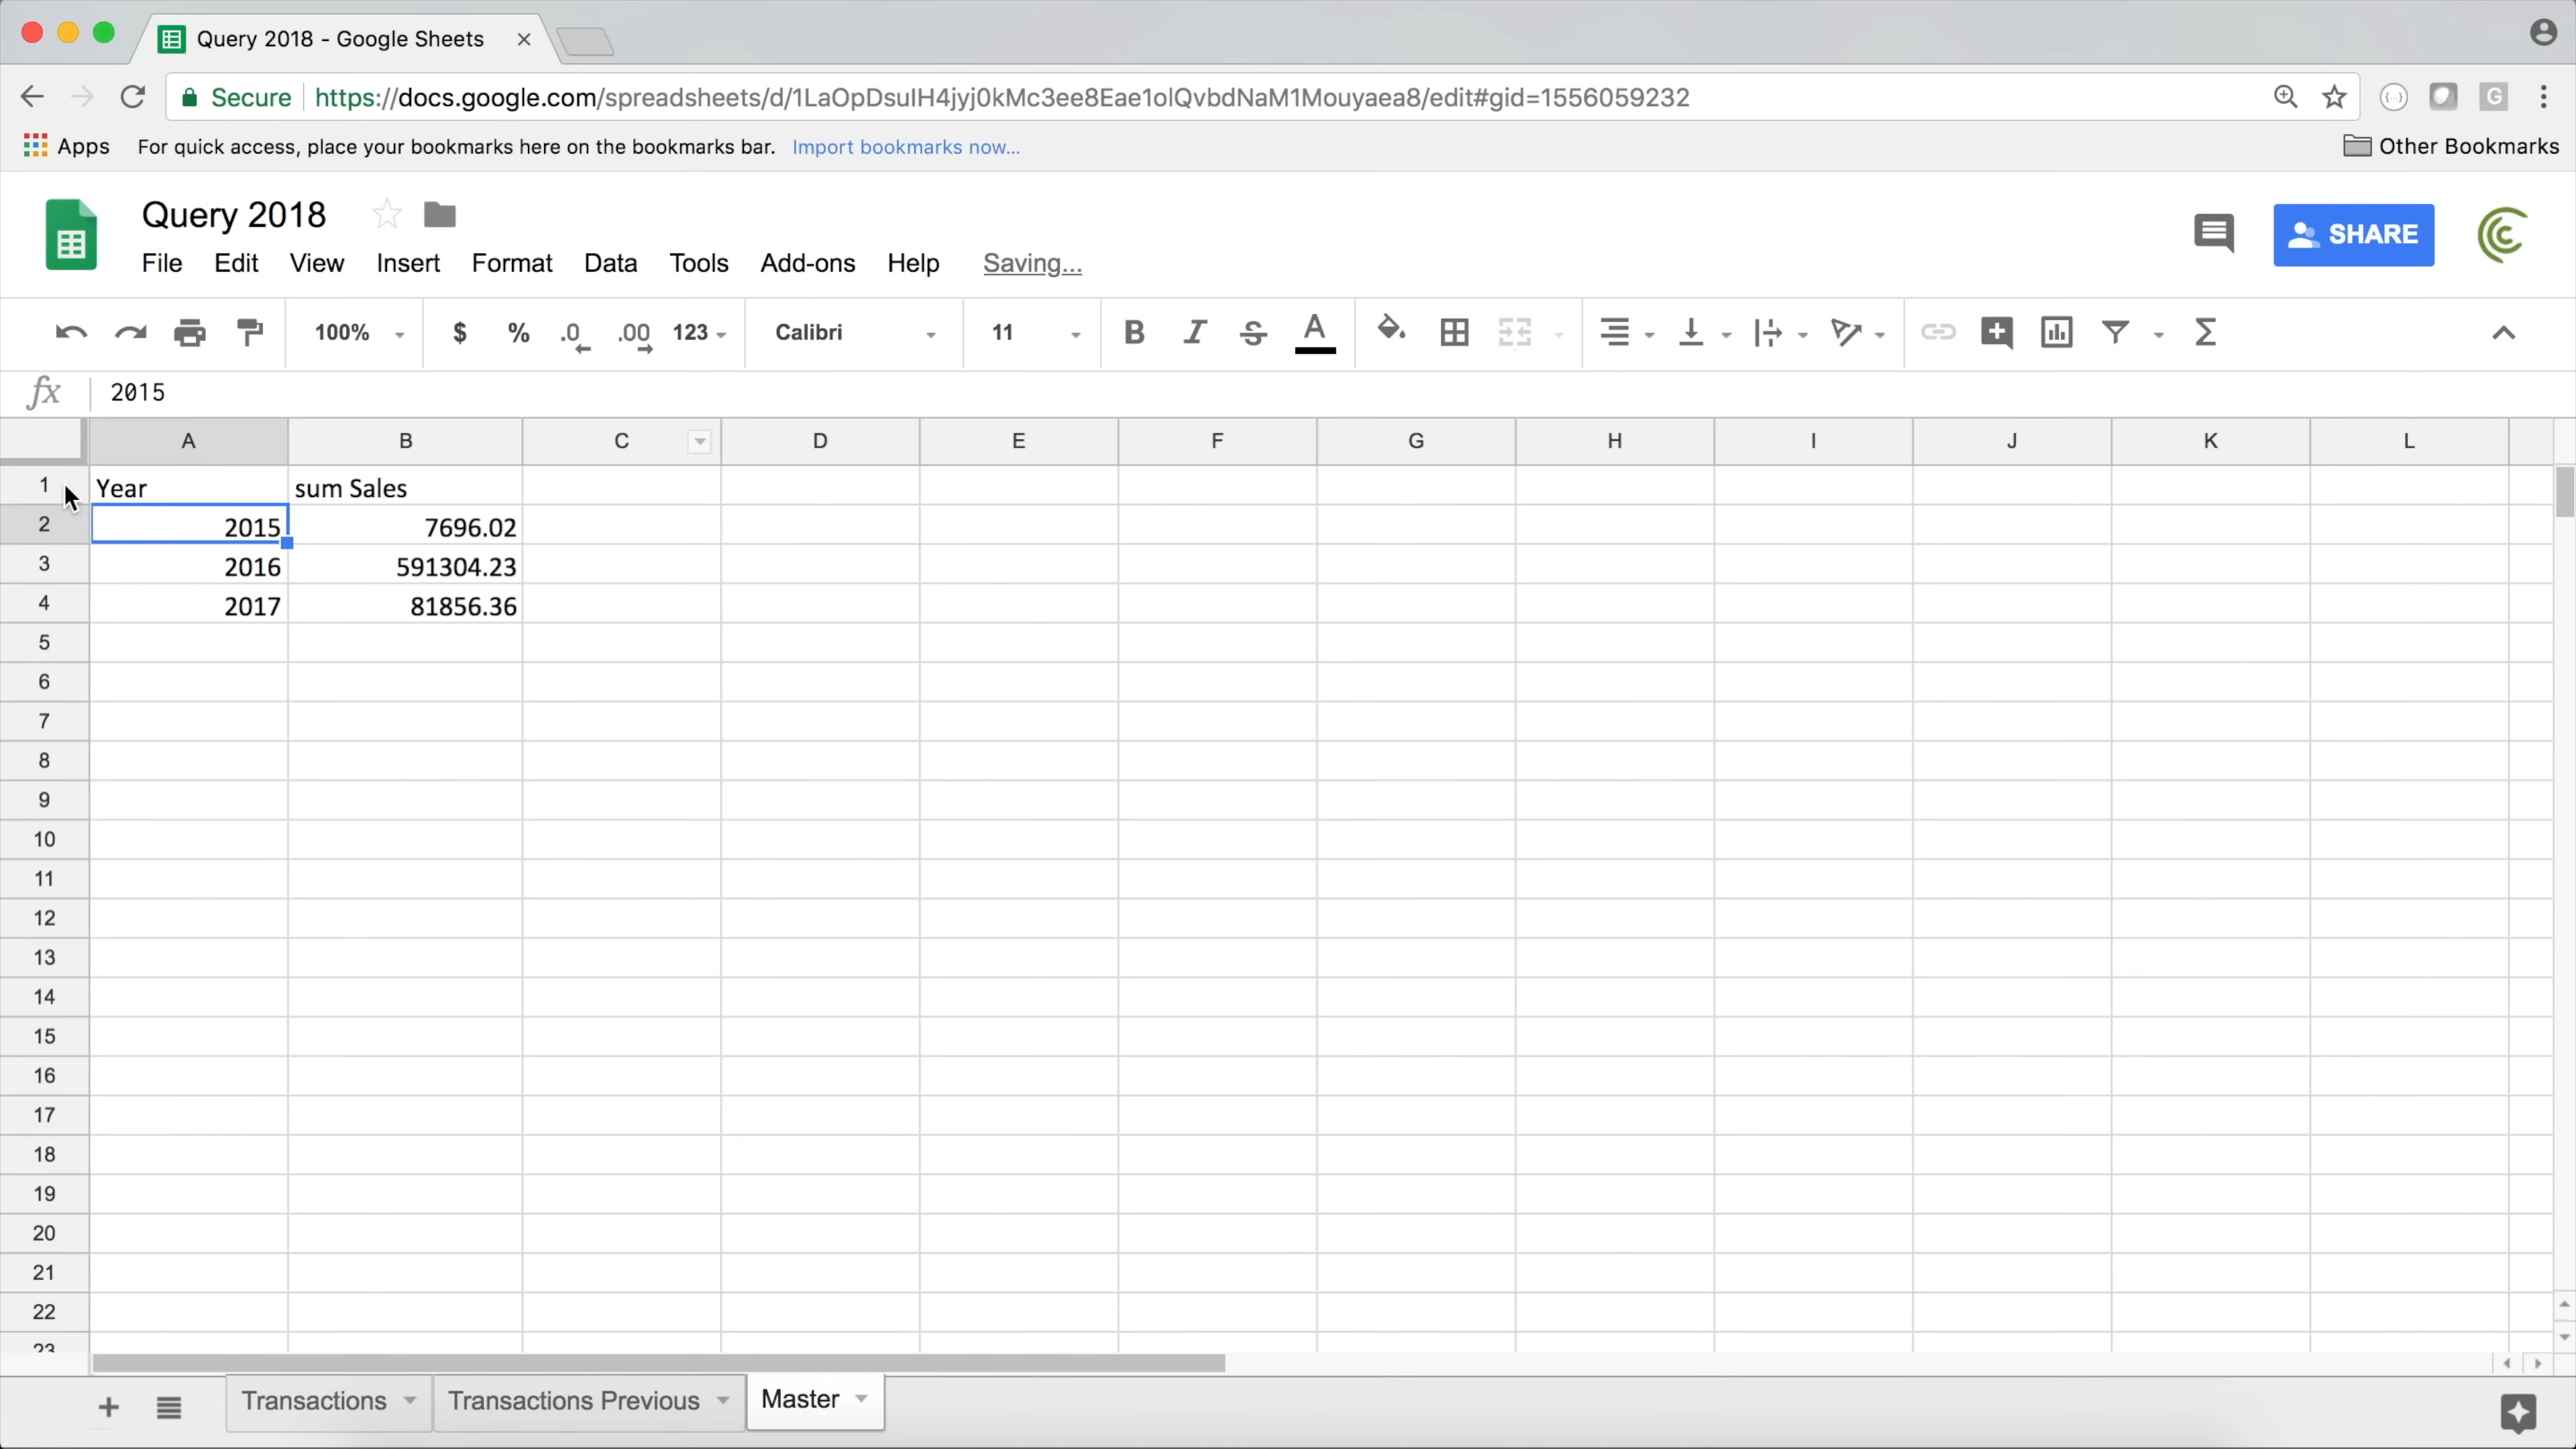 Query 2018 - Google Sheets
Secure https://docs.google.com/spreadsheets/d/1LaOpDsuIH4jyj0kMc3ee8Eae1oIQvbdNaM1Mouyaea8/edit#gid=1556059232 G
Apps For quick access, place your bookmarks here on the bookmarks bar. Import bookmarks now... Other Bookmarks
Query 2018
File Edit View Insert Format Data Tools Add-ons Help Saving...
SHARE
100% $ % .0 .00 123 Calibri 11 B I S A Σ
fx 2015
A B C D E F G H I J K L
1 Year sum Sales
2 2015 7696.02
3 2016 591304.23
4 2017 81856.36
5
6
7
8
9
10
11
12
13
14
15
16
17
18
19
20
21
22
23
Transactions Transactions Previous Master